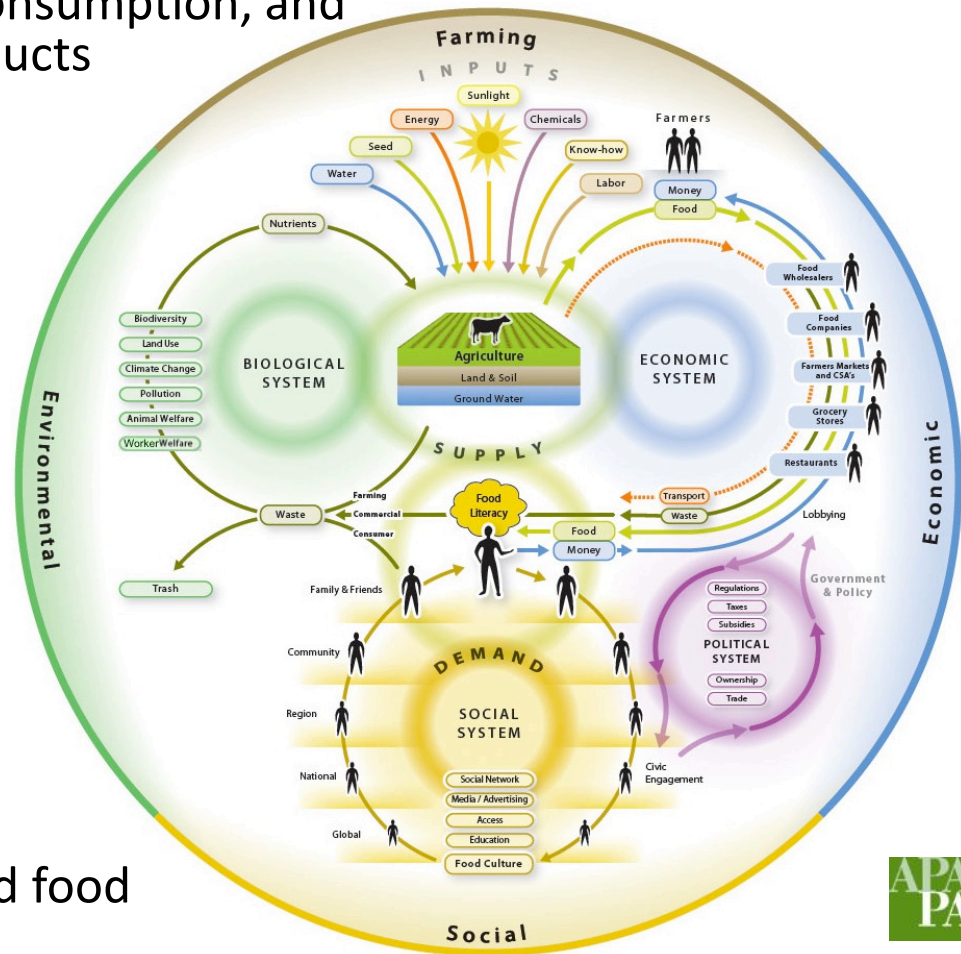 onsumption, and
ucts
Farming
INPUTS
Sunlight
Energy
Chemicals
Seed
Know-how
Water
Labor
Farmers
Money
Food
Nutrients
Food
Wholesalers
Food
Companies
Farmers Markets
and CSA's
Grocery
Stores
Restaurants
Biodiversity
Land Use
Climate Change
Pollution
Animal Welfare
WorkerWelfare
BIOLOGICAL
SYSTEM
Agriculture
Land & Soil
Ground Water
ECONOMIC
SYSTEM
SUPPLY
Environmental
Economic
Farming
Commercial
Consumer
Waste
Trash
Food
Literacy
Transport
Waste
Food
Money
Lobbying
Government
& Policy
Regulations
Taxes
Subsidies
POLITICAL
SYSTEM
Ownership
Trade
Civic
Engagement
Family & Friends
Community
Region
National
Global
DEMAND
SOCIAL
SYSTEM
Social Network
Media / Advertising
Access
Education
Food Culture
d food
Social
APA
PA